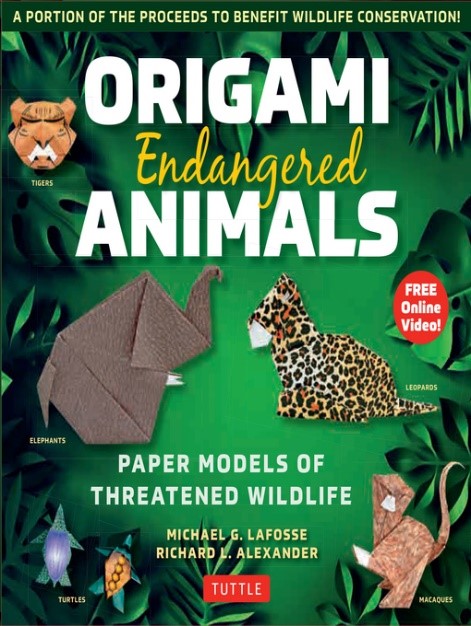 A PORTION OF THE PROCEEDS TO BENEFIT WILDLIFE CONSERVATION!
ORIGAMI
Endangered
ANIMALS
TIGERS
FREE
Online
Video!
LEOPARDS
ELEPHANTS
PAPER MODELS OF
THREATENED WILDLIFE
MICHAEL G. LAFOSSE
RICHARD L. ALEXANDER
TUTTLE
TURTLES
MACAQUES